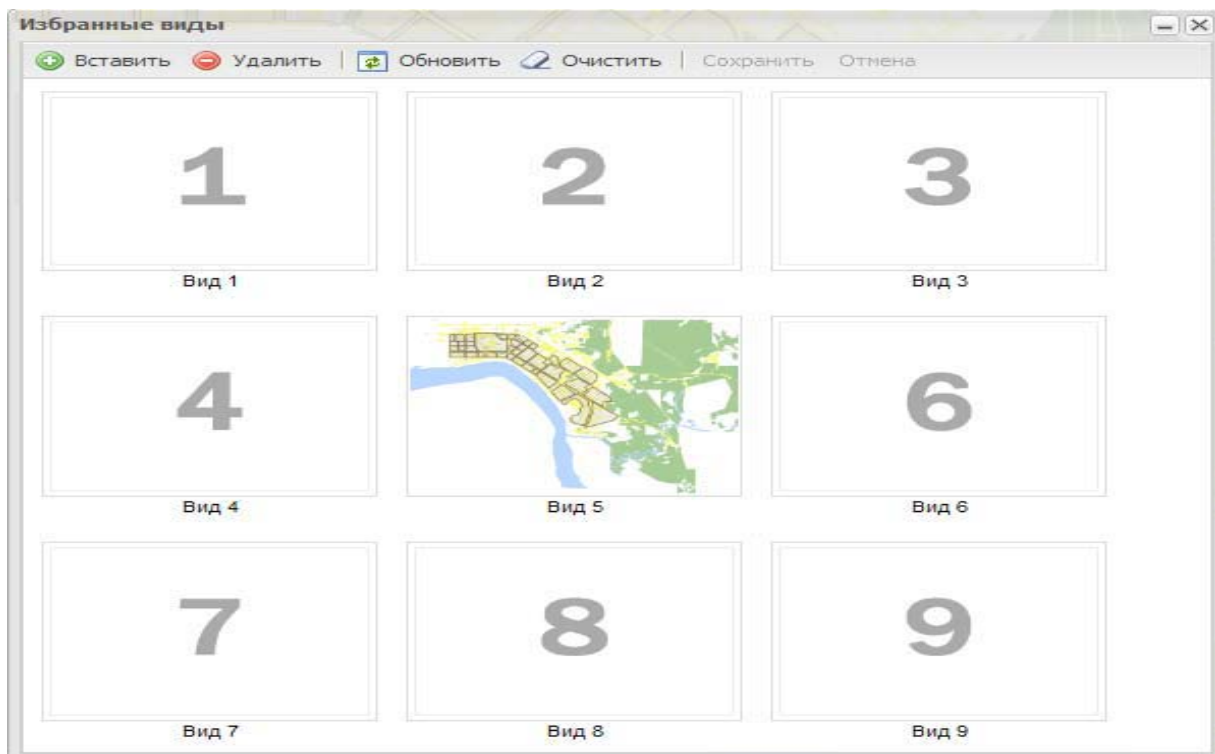 Избранные виды
Вставить Удалить Обновить Очистить Сохранить Отмена
1 2 3
Вид 1 Вид 2 Вид 3
4 6
Вид 4 Вид 5 Вид 6
7 8 9
Вид 7 Вид 8 Вид 9